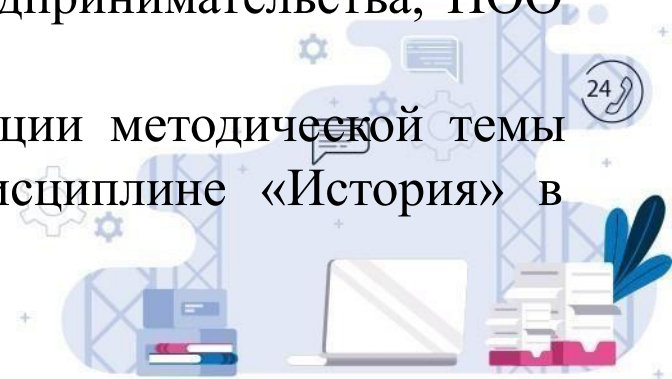 дпринимательства, ПОО
ции методической темы
исциплине «История» в
24